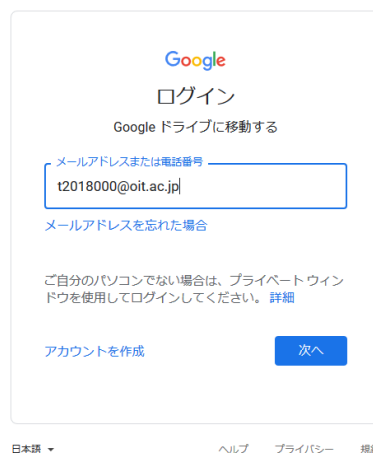 Google
ログイン
Google ドライブに移動する
メールアドレスまたは電話番号
t2018000@oit.ac.jp
メールアドレスを忘れた場合
ご自分のパソコンでない場合は、プライベート ウィン
ドウを使用してログインしてください。 詳細
アカウントを作成 次へ
日本語 ヘルプ プライバシー